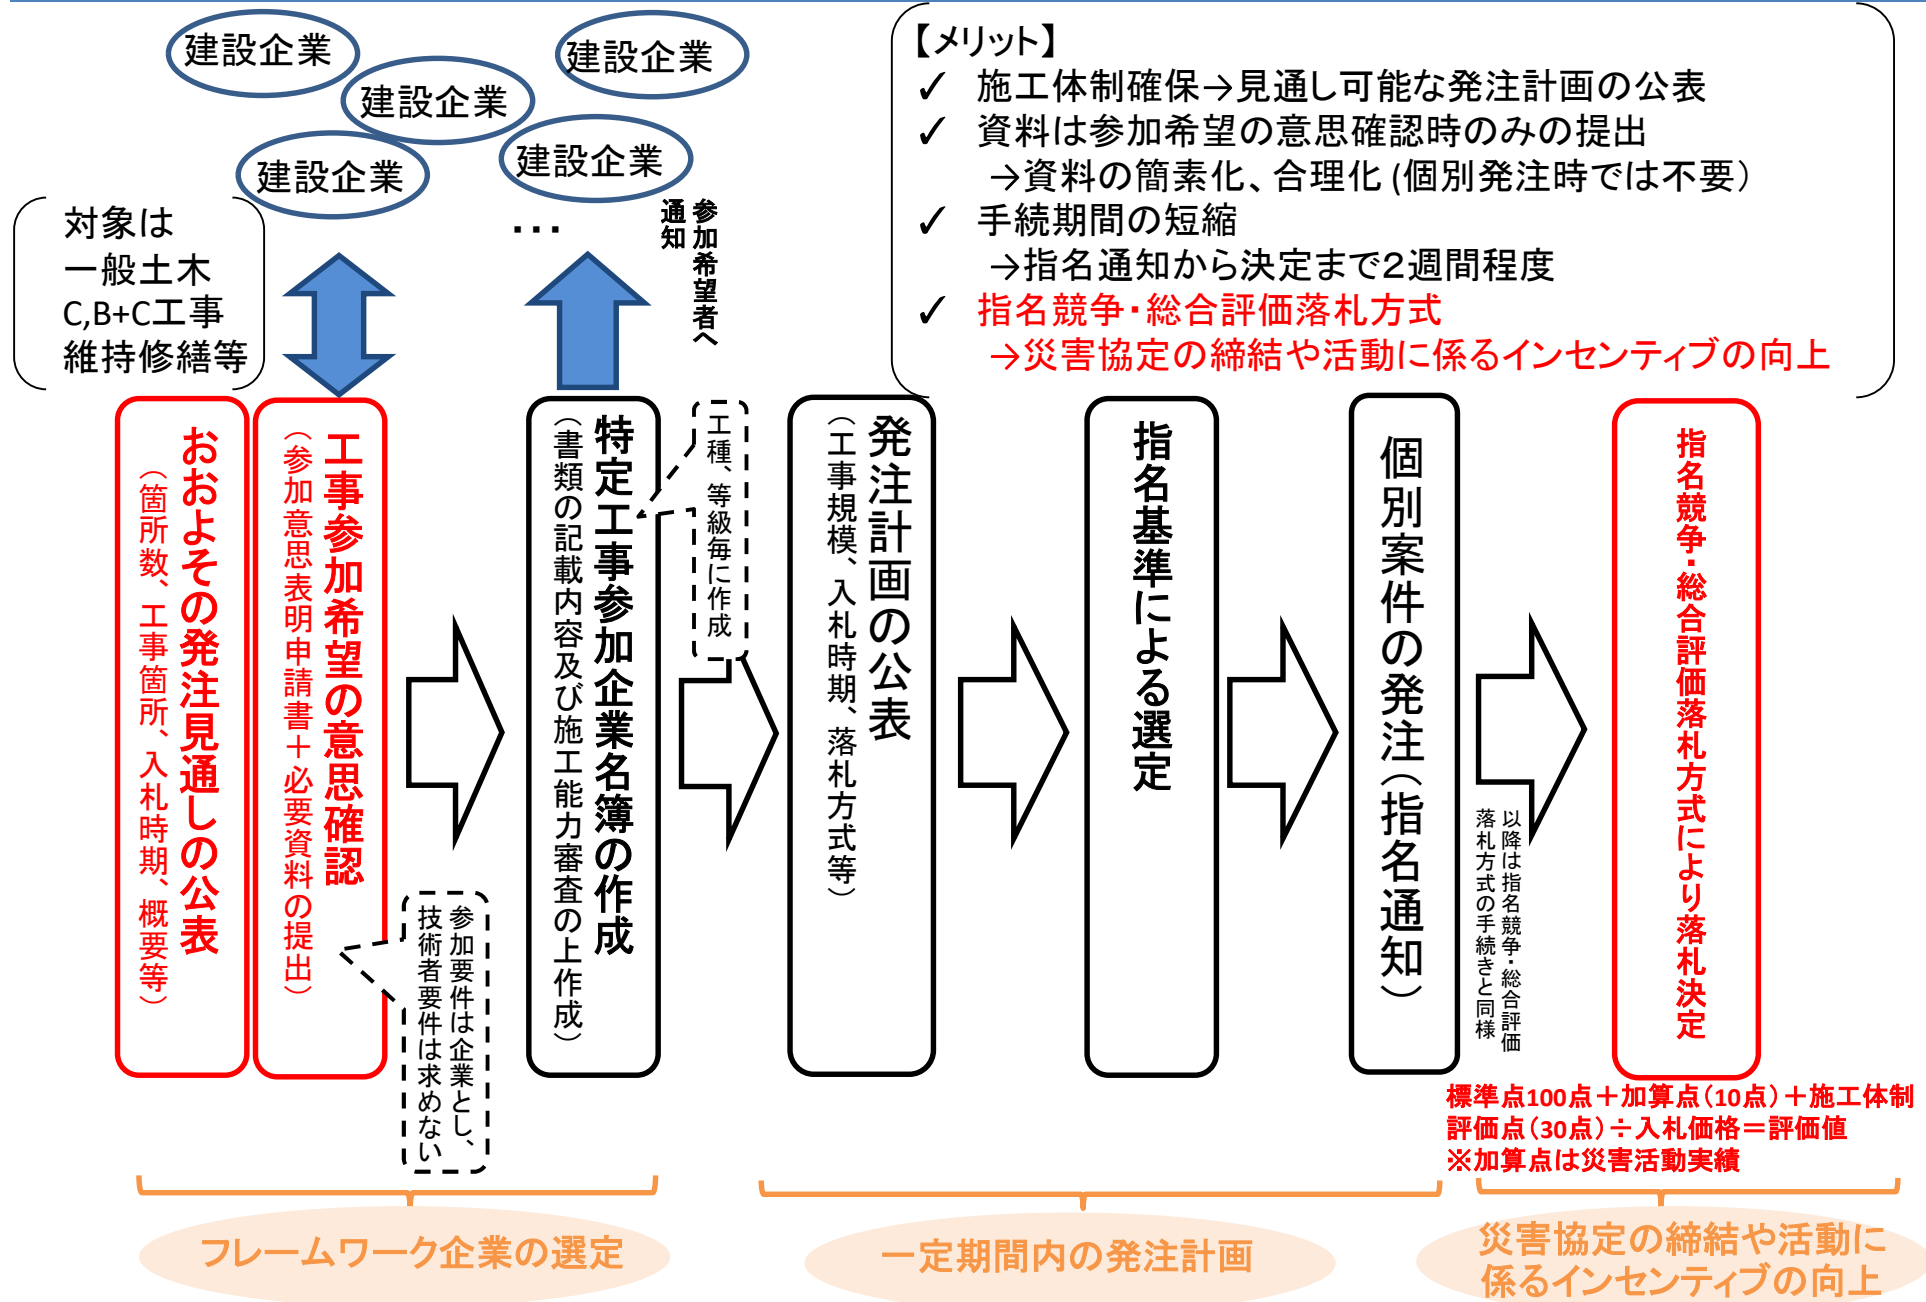 建設企業
建設企業
建設企業
建設企業
建設企業
…
対象は
一般土木
C,B+C工事
維持修繕等
参加希望者へ
通知
【メリット】
✓ 施工体制確保→見通し可能な発注計画の公表
✓ 資料は参加希望の意思確認時のみの提出
→資料の簡素化、合理化 (個別発注時では不要)
✓ 手続期間の短縮
→指名通知から決定まで2週間程度
✓ 指名競争・総合評価落札方式
→災害協定の締結や活動に係るインセンティブの向上
おおよその発注見通しの公表
（箇所数、工事箇所、入札時期、概要等）
工事参加希望の意思確認
（参加意思表明申請書＋必要資料の提出）
参加要件は企業とし、
技術者要件は求めない
特定工事参加企業名簿の作成
（書類の記載内容及び施工能力審査の上作成）
工種、等級毎に作成
発注計画の公表
（工事規模、入札時期、落札方式等）
指名基準による選定
個別案件の発注（指名通知）
以降は指名競争・総合評価
落札方式の手続きと同様
指名競争・総合評価落札方式により落札決定
標準点100点＋加算点（10点）＋施工体制
評価点（30点）÷入札価格＝評価値
※加算点は災害活動実績
フレームワーク企業の選定
一定期間内の発注計画
災害協定の締結や活動に
係るインセンティブの向上